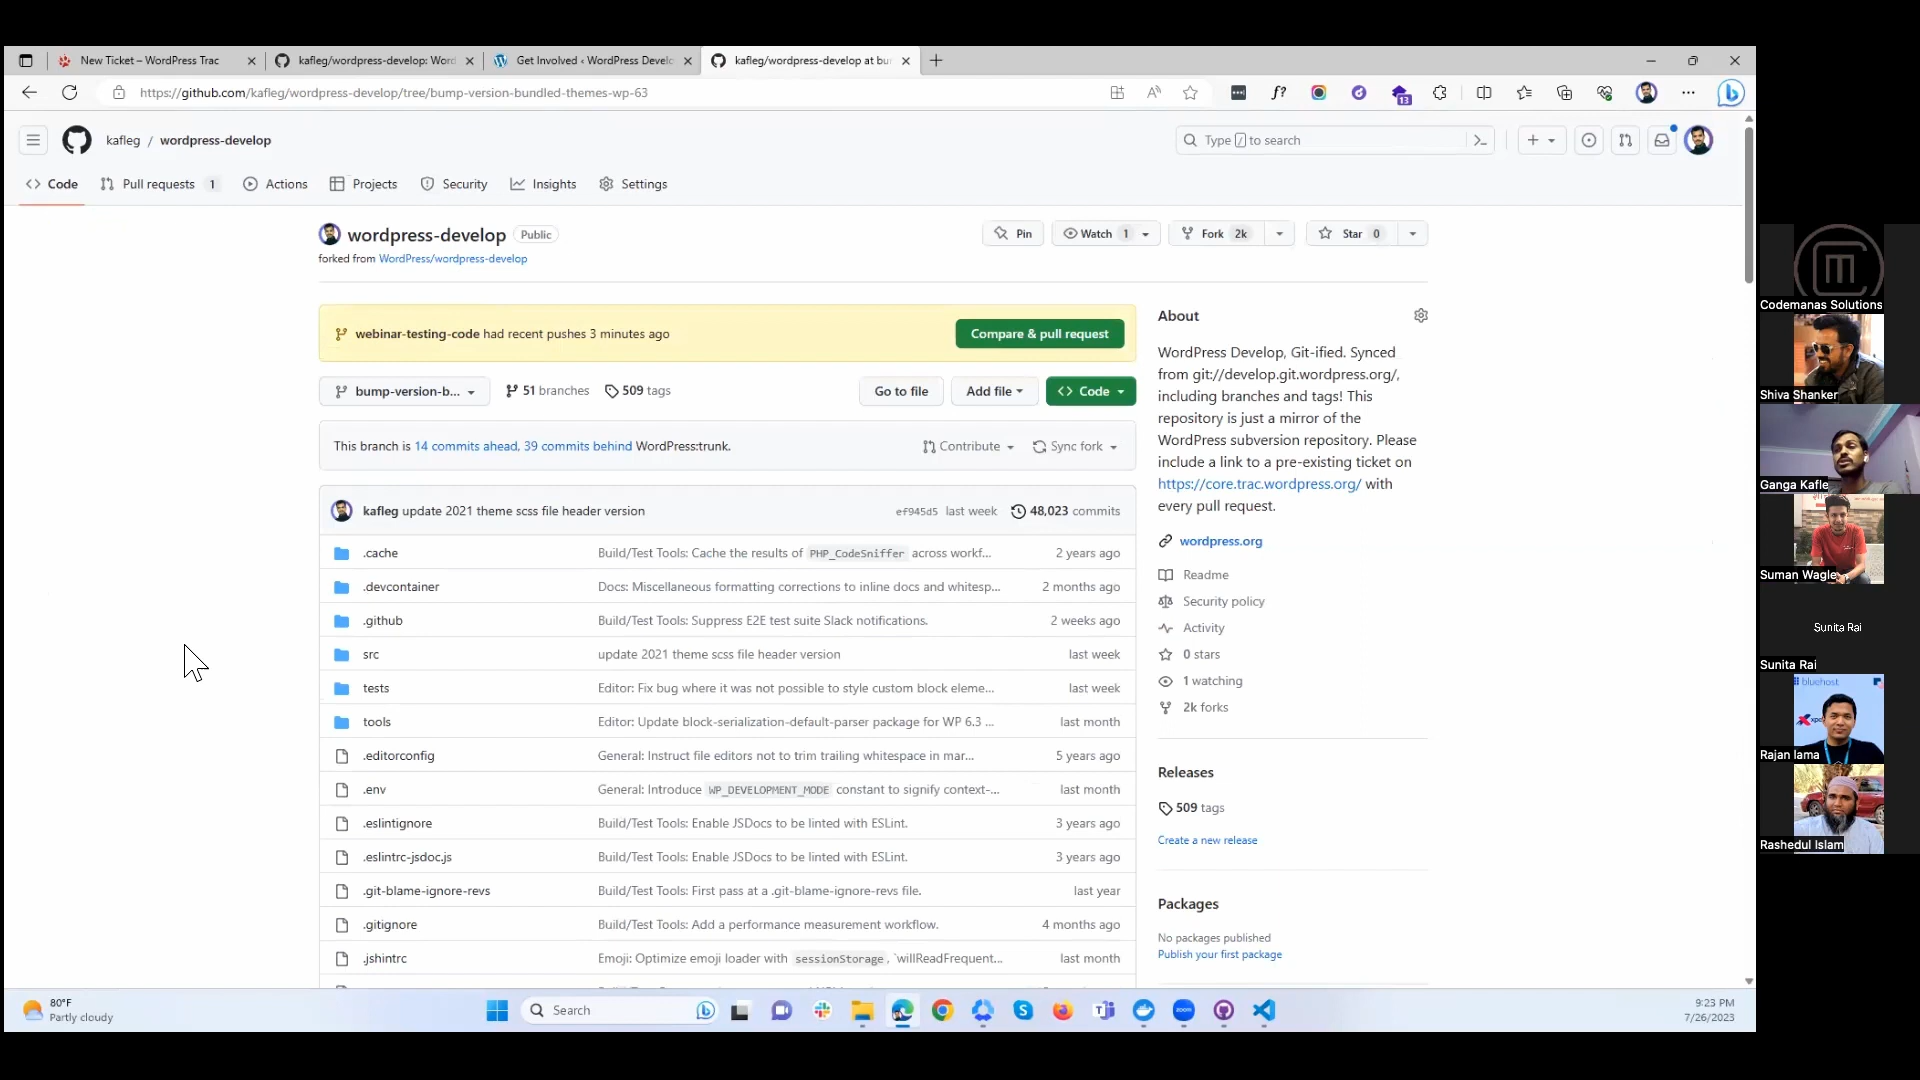 New Ticket – WordPress Trac
kafleg/wordpress-develop: Word
Get Involved ‹ WordPress Develo
kafleg/wordpress-develop at bu
https://github.com/kafleg/wordpress-develop/tree/bump-version-bundled-themes-wp-63
13
kafleg / wordpress-develop
Type / to search
Code
Pull requests 1
Actions
Projects
Security
Insights
Settings
wordpress-develop Public
Pin
Watch 1
Fork 2k
Star 0
forked from WordPress/wordpress-develop
webinar-testing-code had recent pushes 3 minutes ago
Compare & pull request
bump-version-b...
51 branches
509 tags
Go to file
Add file
Code
This branch is 14 commits ahead, 39 commits behind WordPress:trunk.
Contribute
Sync fork
kafleg update 2021 theme scss file header version
ef945d5 last week
48,023 commits
.cache Build/Test Tools: Cache the results of PHP_CodeSniffer across workf... 2 years ago
.devcontainer Docs: Miscellaneous formatting corrections to inline docs and whitesp... 2 months ago
.github Build/Test Tools: Suppress E2E test suite Slack notifications. 2 weeks ago
src update 2021 theme scss file header version last week
tests Editor: Fix bug where it was not possible to style custom block eleme... last week
tools Editor: Update block-serialization-default-parser package for WP 6.3 ... last month
.editorconfig General: Instruct file editors not to trim trailing whitespace in mar... 5 years ago
.env General: Introduce WP_DEVELOPMENT_MODE constant to signify context-... last month
.eslintignore Build/Test Tools: Enable JSDocs to be linted with ESLint. 3 years ago
.eslintrc-jsdoc.js Build/Test Tools: Enable JSDocs to be linted with ESLint. 3 years ago
.git-blame-ignore-revs Build/Test Tools: First pass at a .git-blame-ignore-revs file. last year
.gitignore Build/Test Tools: Add a performance measurement workflow. 4 months ago
.jshintrc Emoji: Optimize emoji loader with sessionStorage, `willReadFrequent... last month
About
WordPress Develop, Git-ified. Synced
from git://develop.git.wordpress.org/,
including branches and tags! This
repository is just a mirror of the
WordPress subversion repository. Please
include a link to a pre-existing ticket on
https://core.trac.wordpress.org/ with
every pull request.
wordpress.org
Readme
Security policy
Activity
0 stars
1 watching
2k forks
Releases
509 tags
Create a new release
Packages
No packages published
Publish your first package
Codemanas Solutions
Shiva Shanker
Ganga Kafle
Suman Wagle
Sunita Rai
Sunita Rai
bluehost
Rajan lama
Rashedul Islam
80°F
Partly cloudy
Search
zoom
9:23 PM
7/26/2023